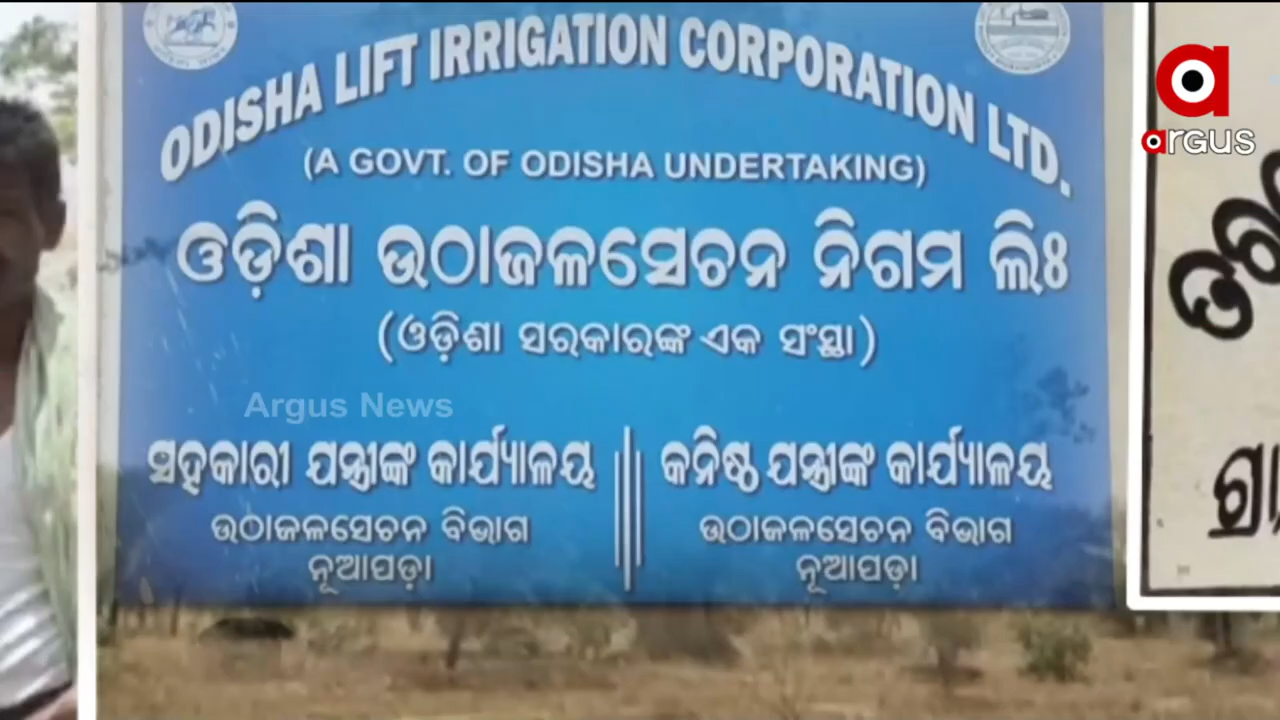 ODISHA LIFT IRRIGATION CORPORATION LTD.
(A GOVT. OF ODISHA UNDERTAKING)
ଓଡ଼ିଶା ଉଠାଜଳସେଚନ ନିଗମ ଲିଃ
(ଓଡ଼ିଶା ସରକାରଙ୍କ ଏକ ସଂସ୍ଥା)
Argus News
ସହକାରୀ ଯନ୍ତ୍ରୀଙ୍କ କାର୍ଯ୍ୟାଳୟ
ଉଠାଜଳସେଚନ ବିଭାଗ
ନୂଆପଡ଼ା
କନିଷ୍ଠ ଯନ୍ତ୍ରୀଙ୍କ କାର୍ଯ୍ୟାଳୟ
ଉଠାଜଳସେଚନ ବିଭାଗ
ନୂଆପଡ଼ା
argus